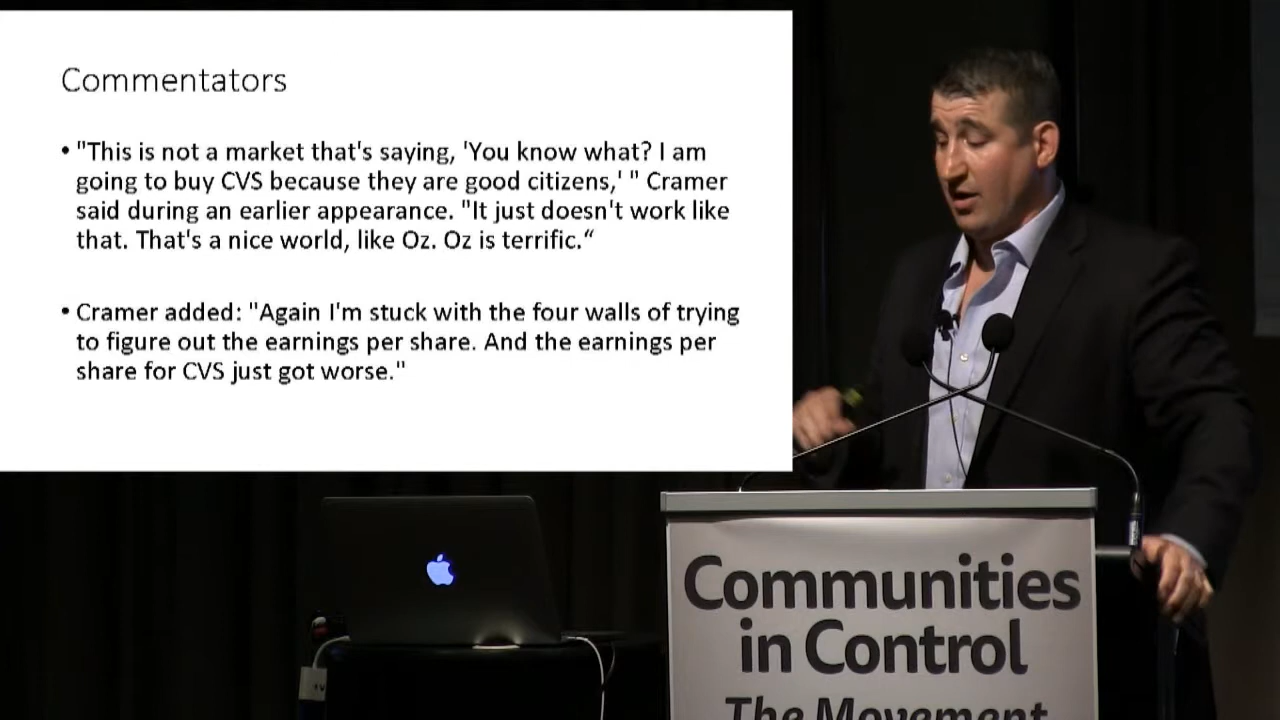 Commentators
• "This is not a market that's saying, 'You know what? I am
going to buy CVS because they are good citizens,' " Cramer
said during an earlier appearance. "It just doesn't work like
that. That's a nice world, like Oz. Oz is terrific.“
• Cramer added: "Again I'm stuck with the four walls of trying
to figure out the earnings per share. And the earnings per
share for CVS just got worse."
Communities
in Control
The Movement